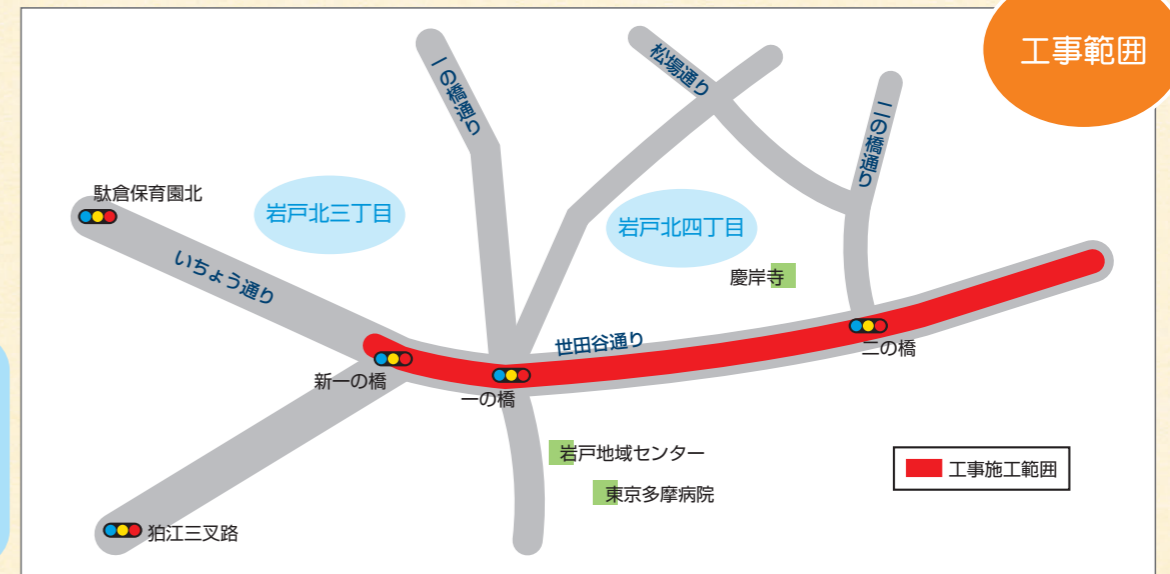 工事範囲
一の橋通り
松場通り
二の橋通り
駄倉保育園北
岩戸北三丁目
岩戸北四丁目
いちょう通り
慶岸寺
世田谷通り
二の橋
新一の橋
一の橋
岩戸地域センター
工事施工範囲
東京多摩病院
狛江三叉路